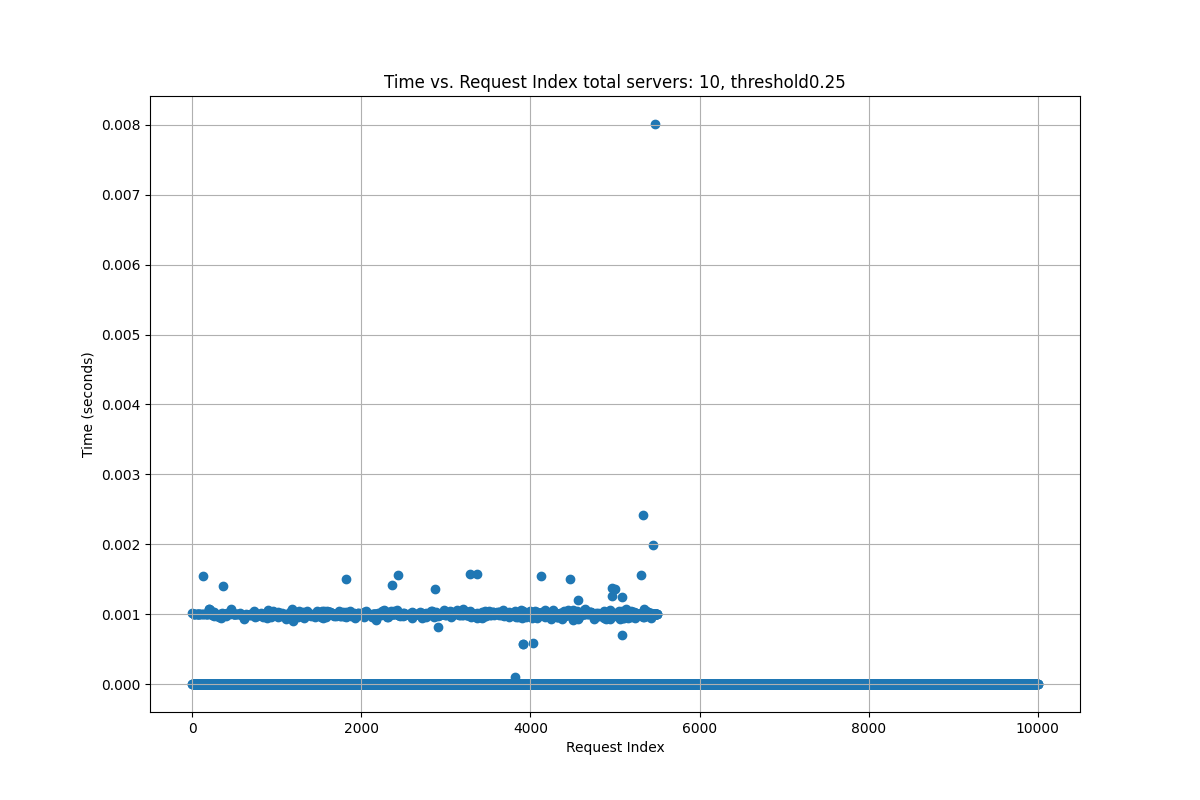 Time vs. Request Index total servers: 10, threshold0.25
0.008
0.007
0.006
0.005
0.004
0.003
0.002
0.001
0.000
Time (seconds)
0 2000 4000 6000 8000 10000
Request Index